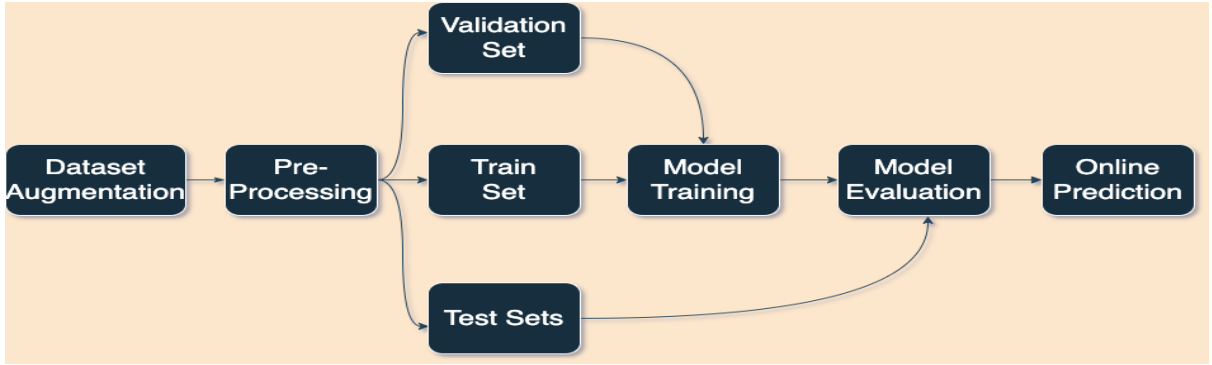 Dataset
Augmentation
Pre-
Processing
Validation
Set
Train
Set
Test Sets
Model
Training
Model
Evaluation
Online
Prediction